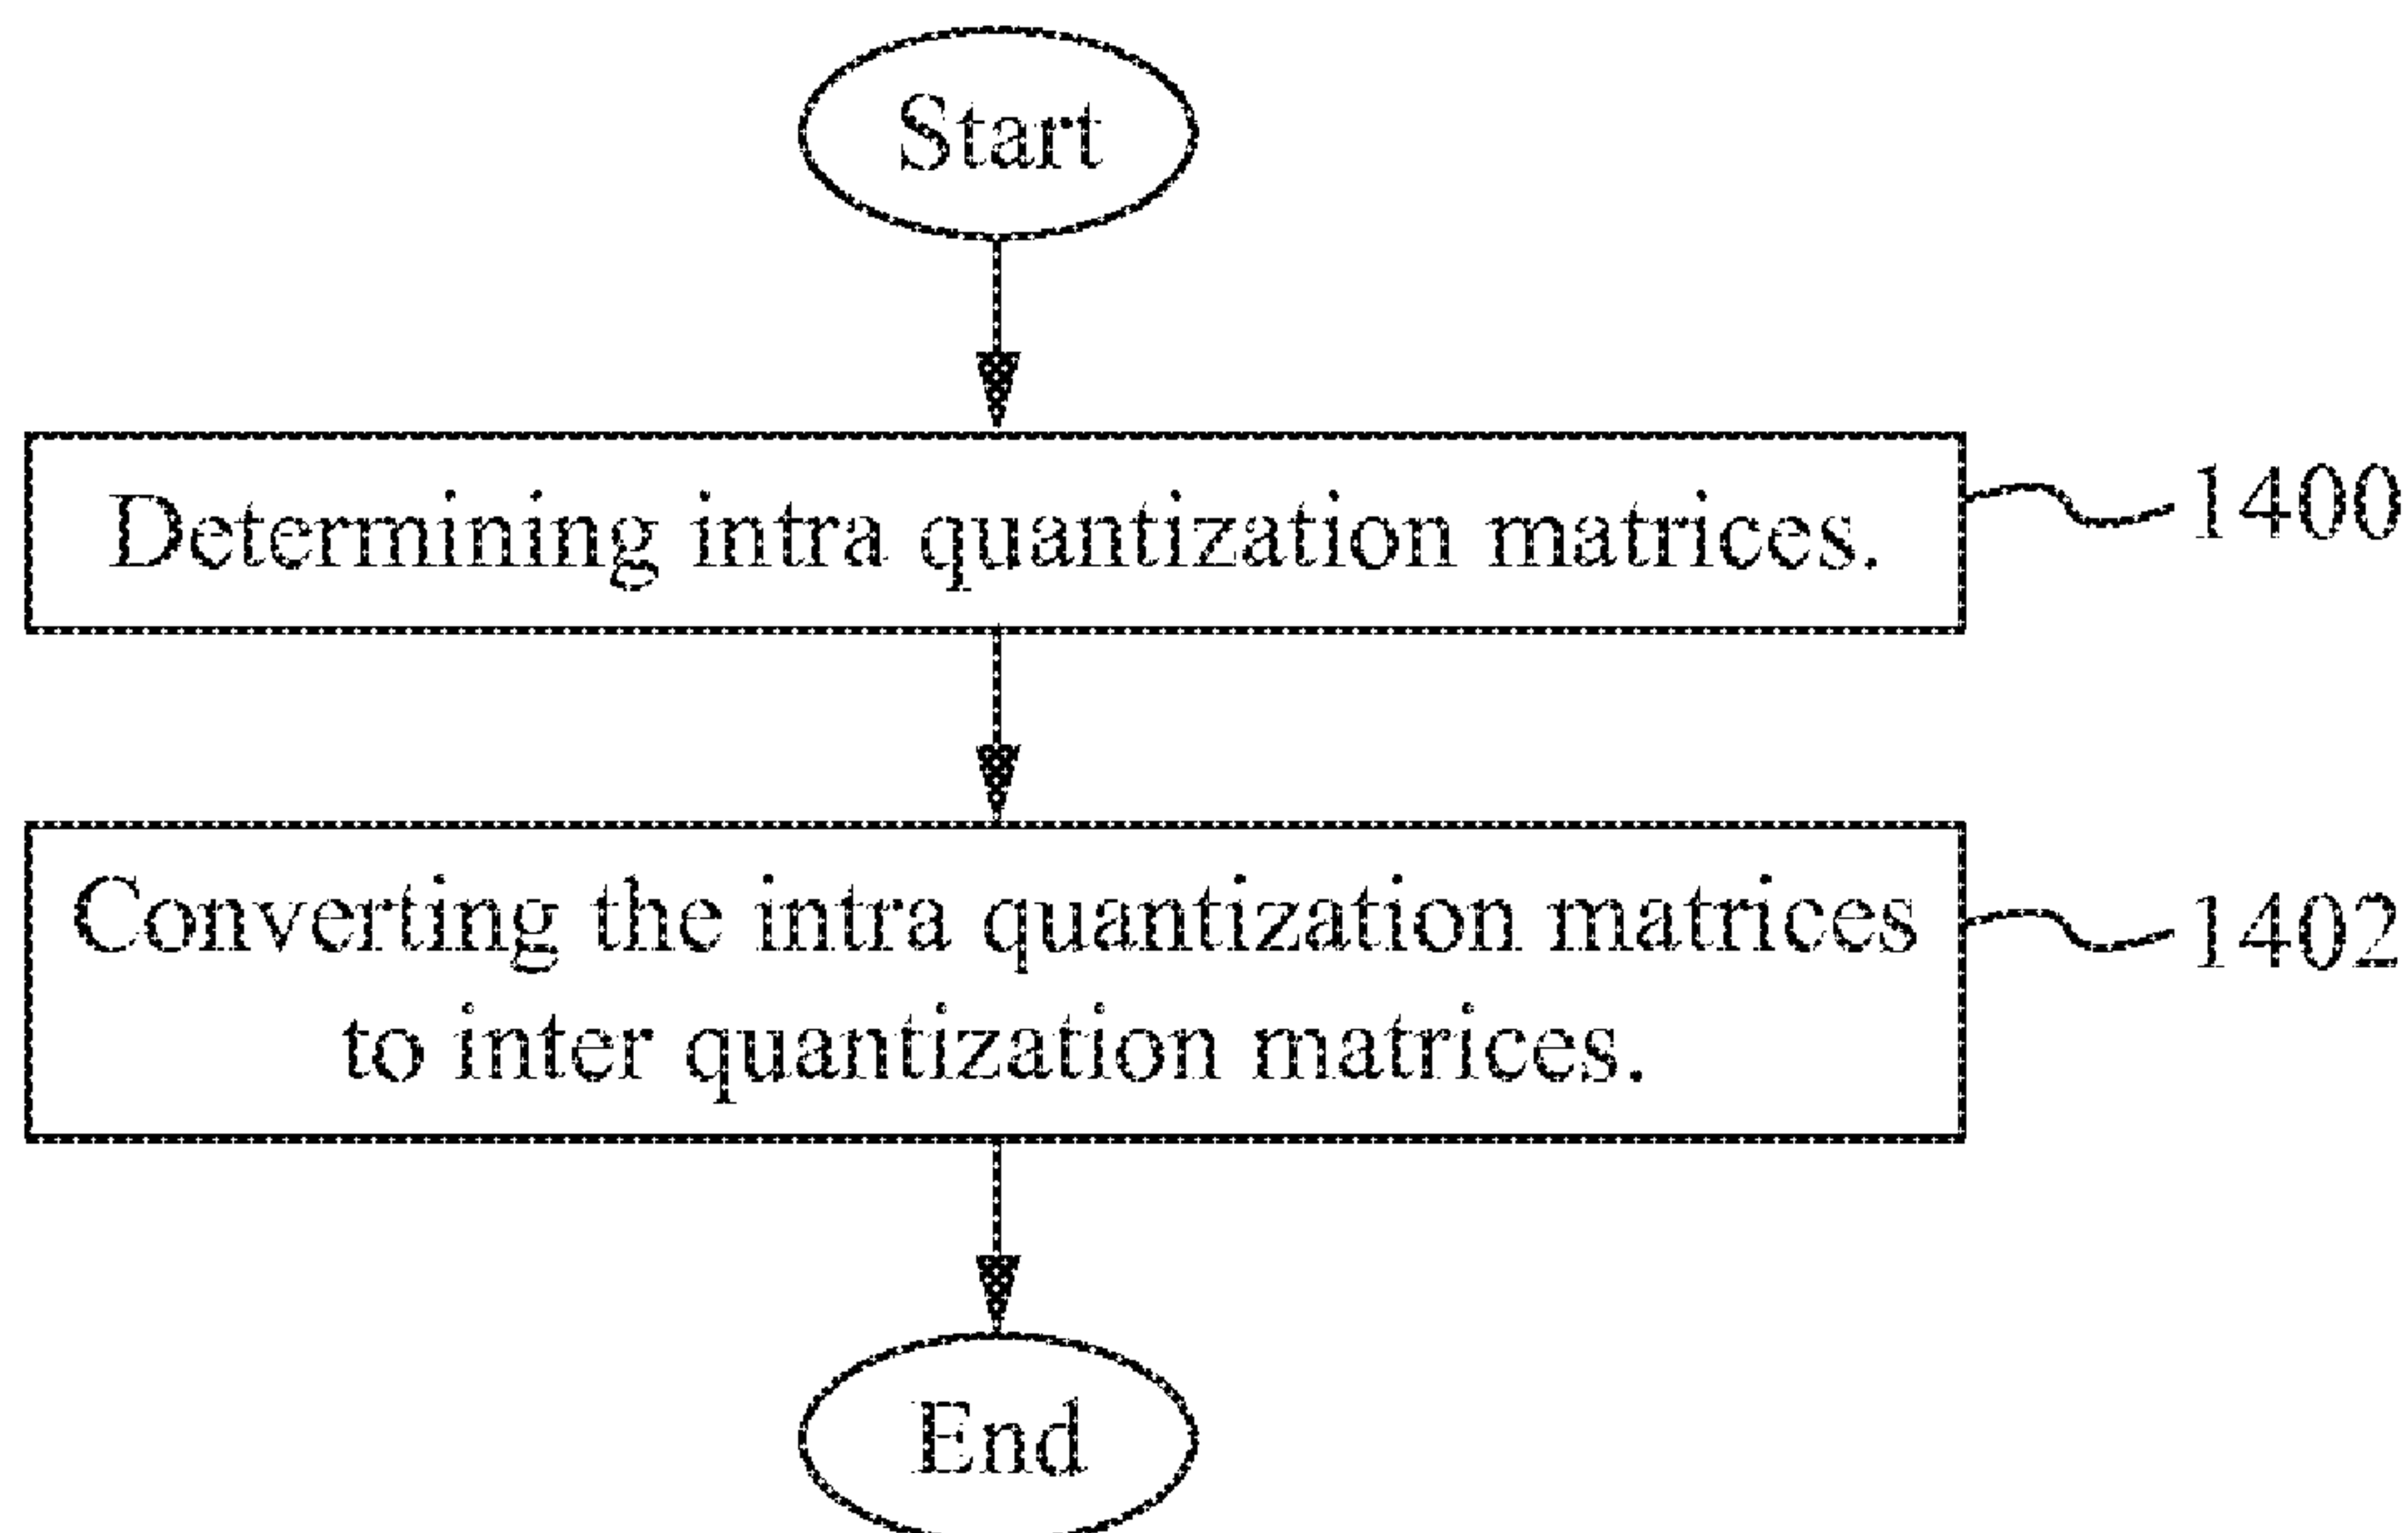 Start
Determining intra quantization matrices.
1400
Converting the intra quantization matrices
to inter quantization matrices.
1402
End